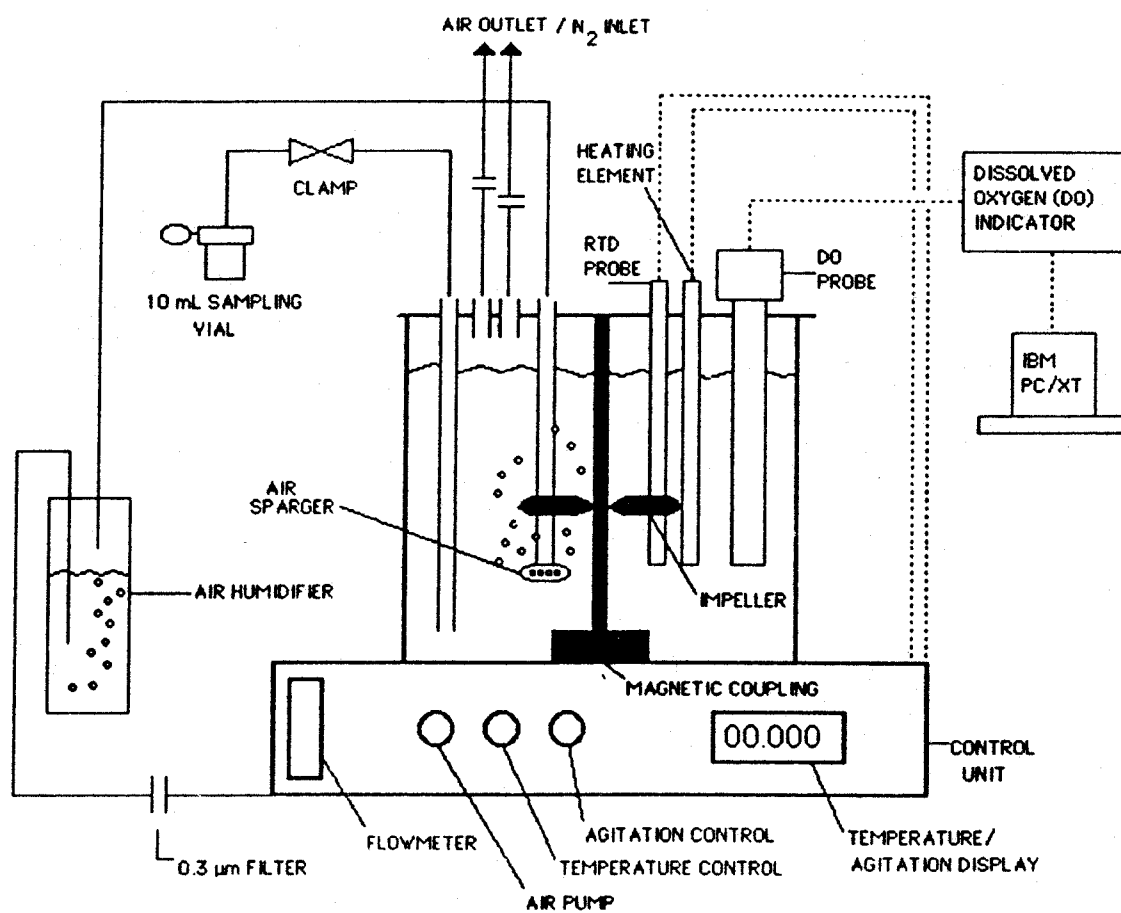 AIR OUTLET / N2 INLET
CLAMP
10 mL SAMPLING
VIAL
HEATING
ELEMENT
RTD
PROBE
DO
PROBE
DISSOLVED
OXYGEN (DO)
INDICATOR
IBM
PC/XT
AIR
SPARGER
AIR HUMIDIFIER
IMPELLER
MAGNETIC COUPLING
00.000
CONTROL
UNIT
FLOWMETER
AGITATION CONTROL
TEMPERATURE/
AGITATION DISPLAY
0.3 µm FILTER
TEMPERATURE CONTROL
AIR PUMP